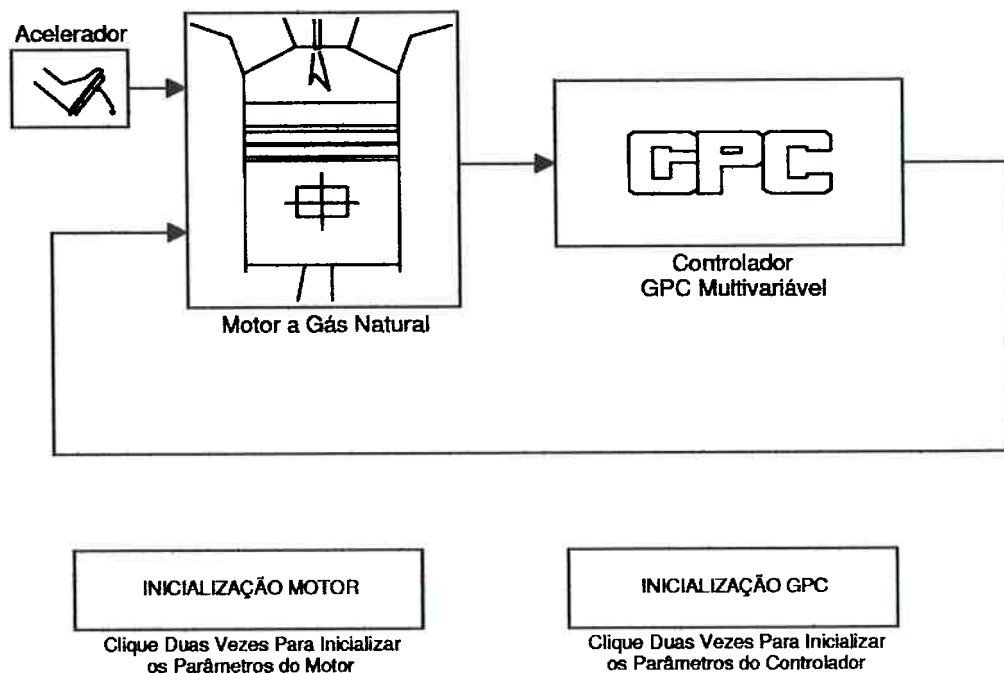 Acelerador
GPC
Controlador
GPC Multivariável
Motor a Gás Natural
INICIALIZAÇÃO MOTOR
Clique Duas Vezes Para Inicializar
os Parâmetros do Motor
INICIALIZAÇÃO GPC
Clique Duas Vezes Para Inicializar
os Parâmetros do Controlador